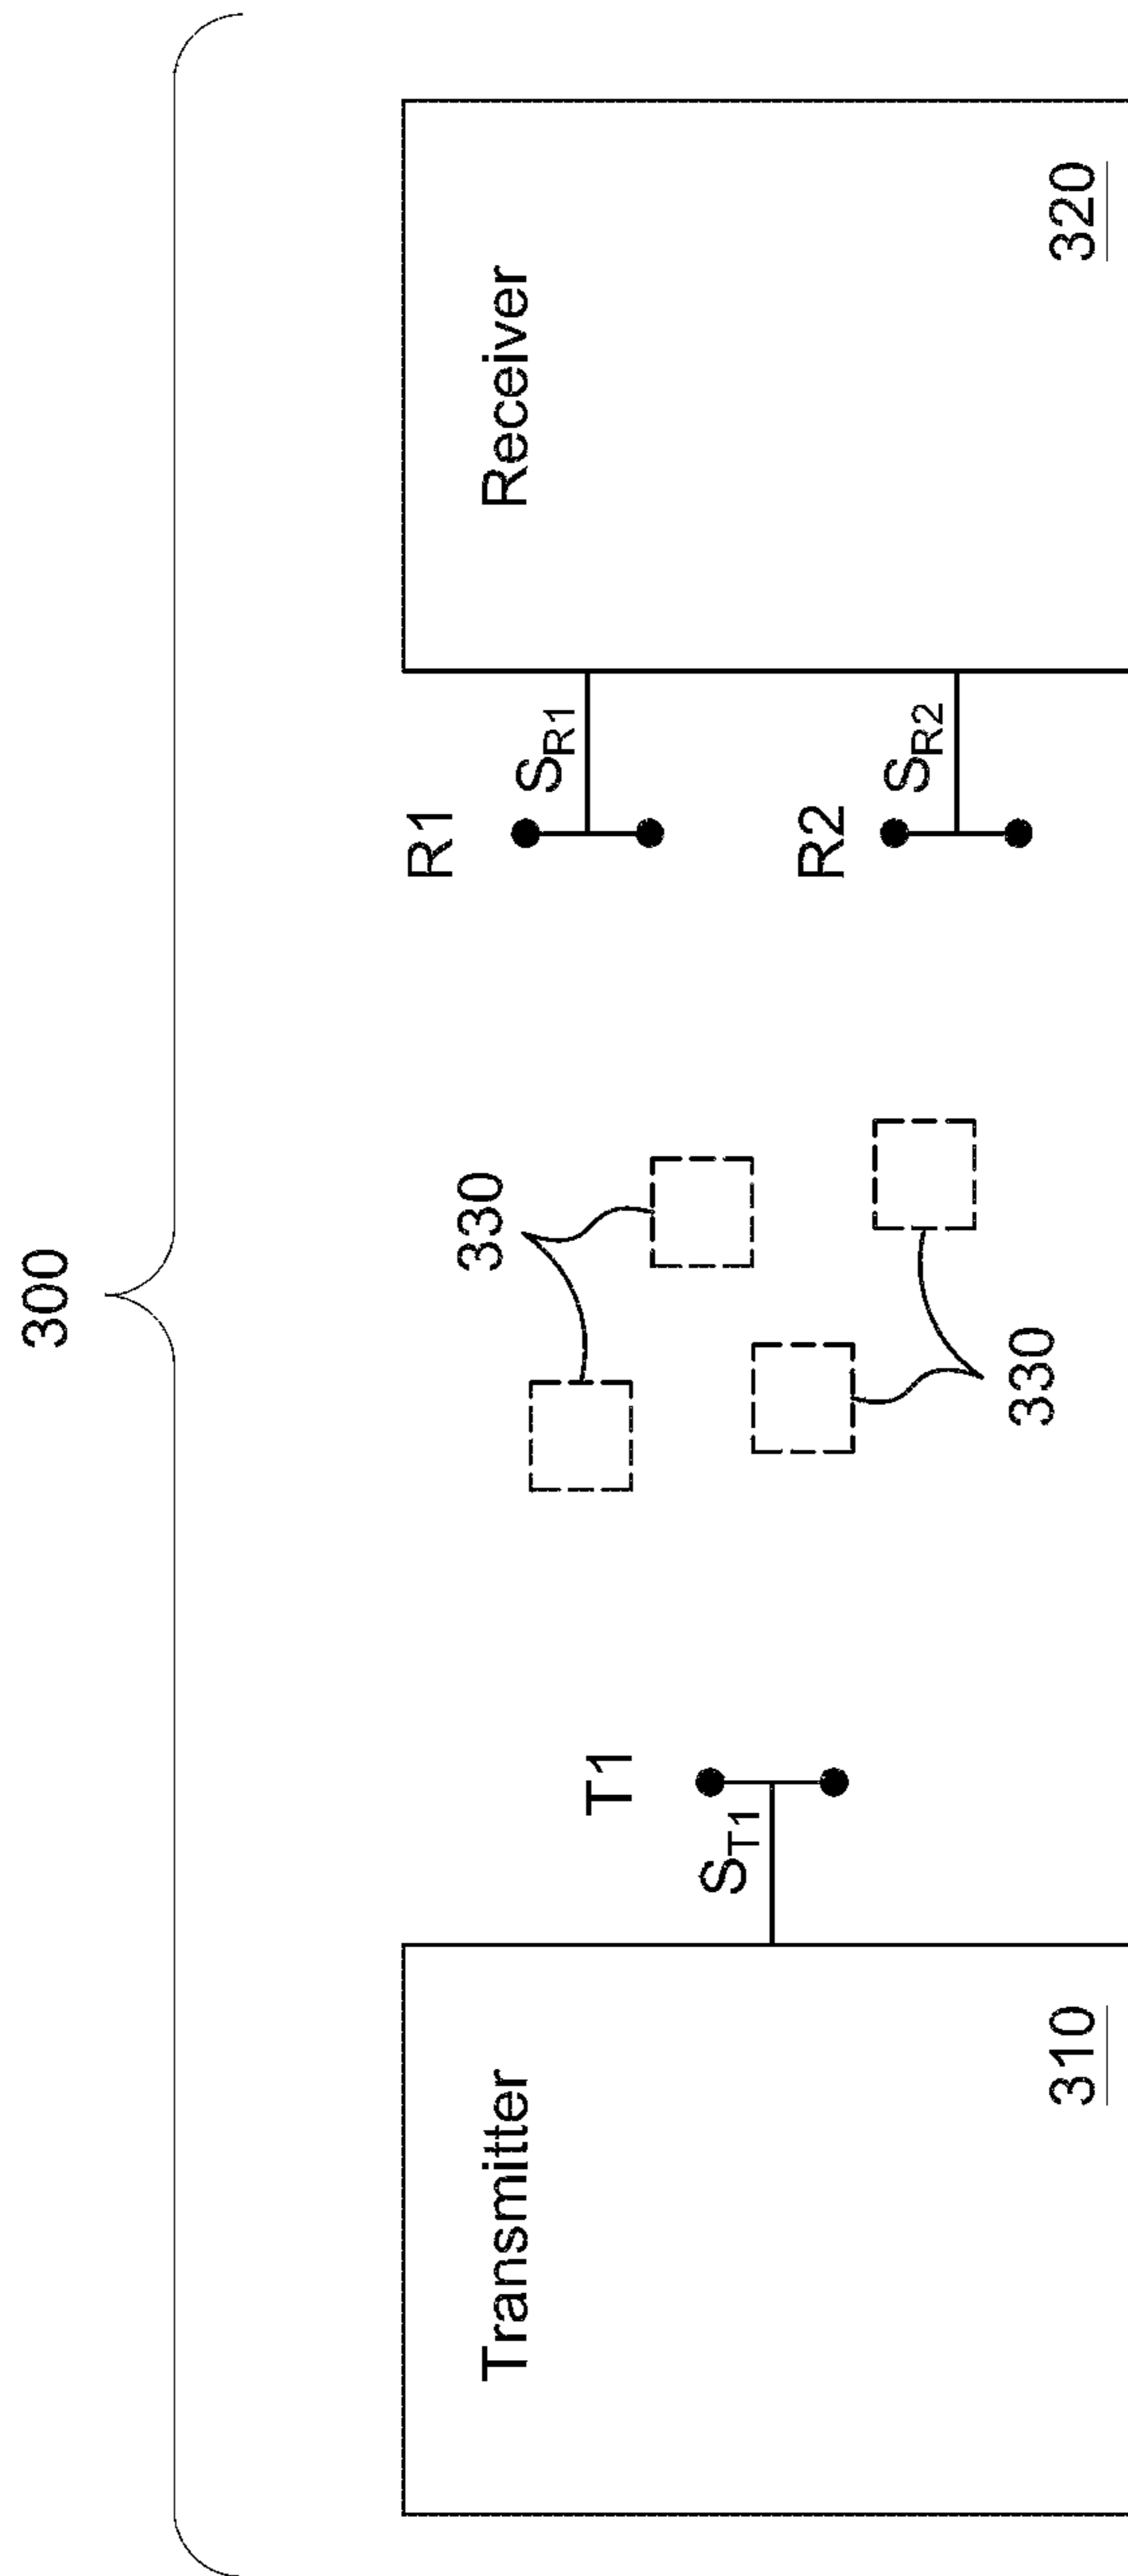 300
Transmitter
310
S_T1
T1
330
330
R1
S_R1
R2
S_R2
Receiver
320